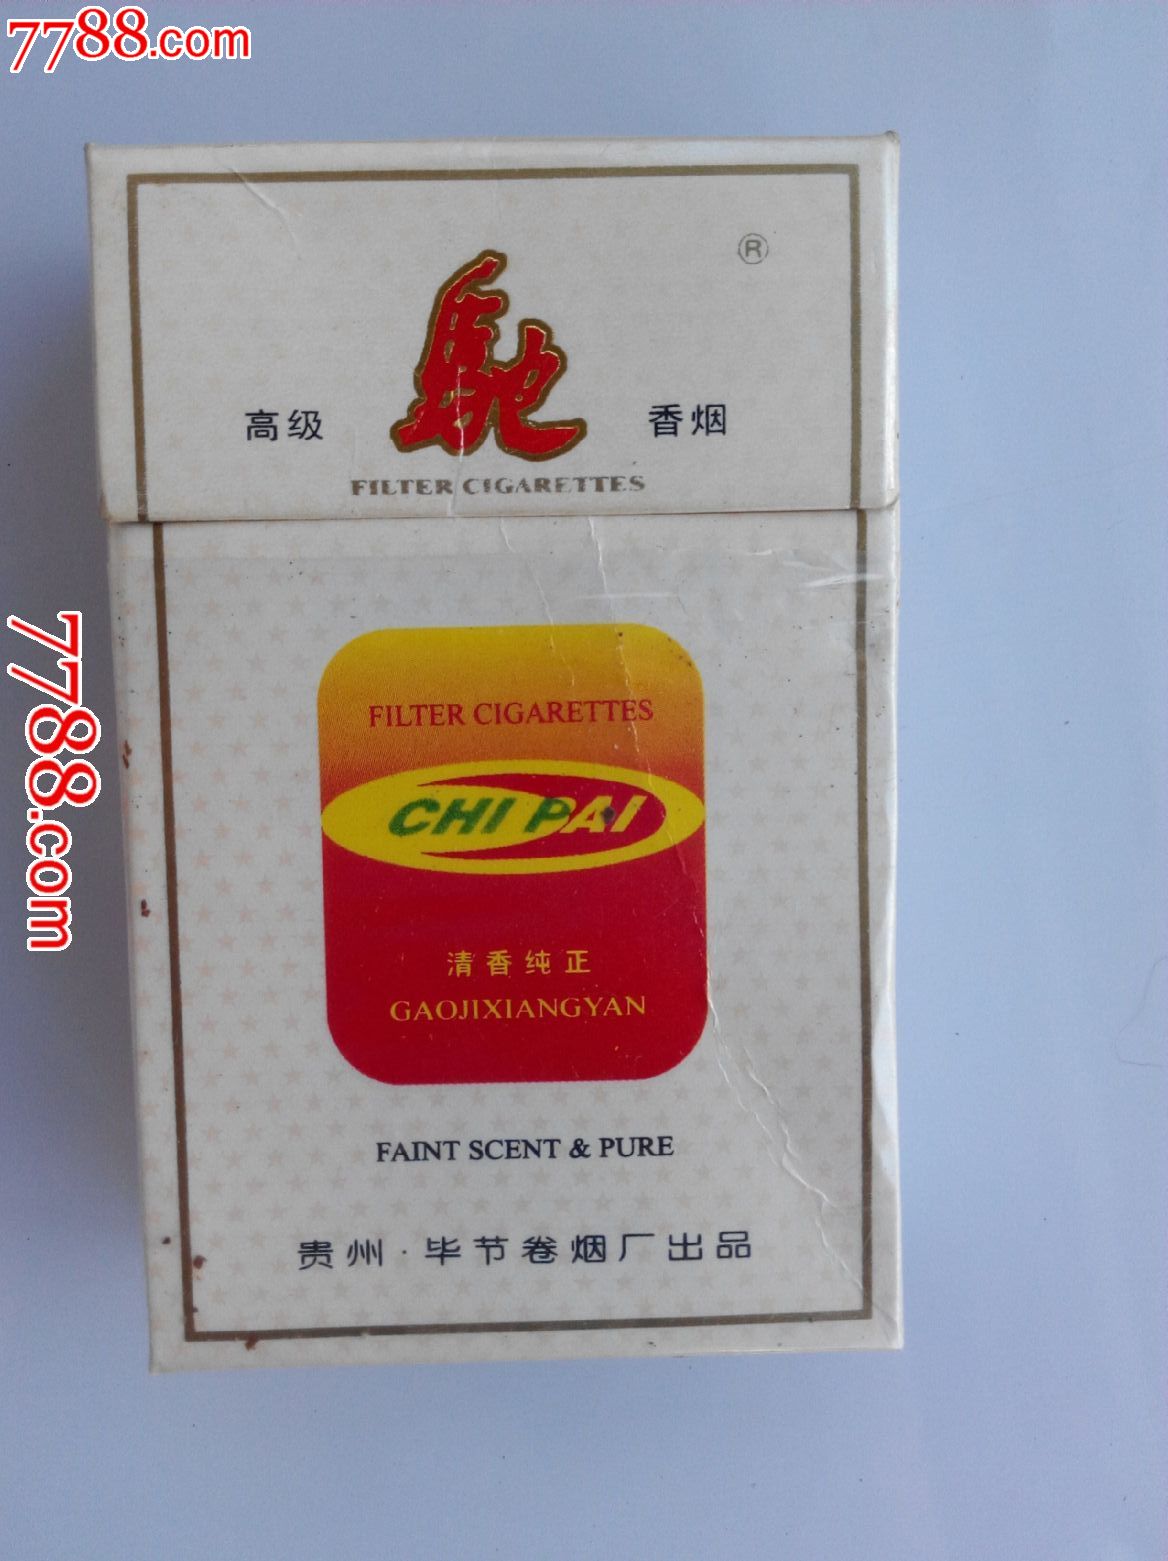 7788.com
®
馳
高级 香烟
FILTER CIGARETTES
FILTER CIGARETTES
CHI PAI
清香纯正
GAOJIXIANGYAN
FAINT SCENT & PURE
贵州·毕节卷烟厂出品
7788.com